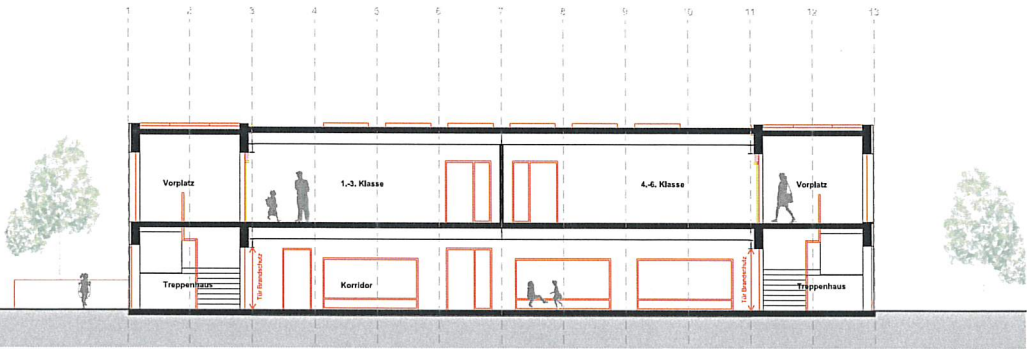 1 2 3 4 5 6 7 8 9 10 11 12 13
Vorplatz
1.-3. Klasse
4.-6. Klasse
Vorplatz
Treppenhaus
Tür Brandschutz
Korridor
Tür Brandschutz
Treppenhaus